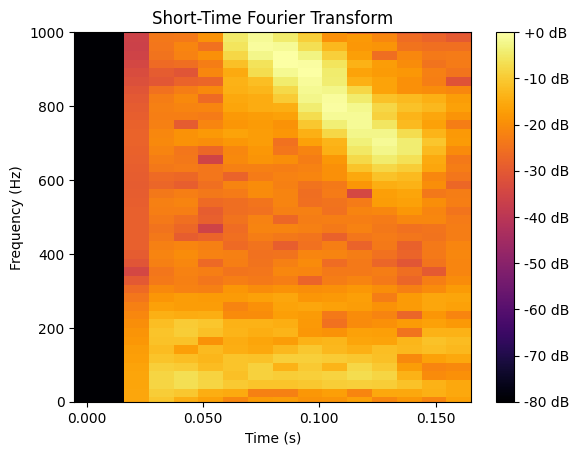 Short-Time Fourier Transform
1000
800
600
400
200
0
Frequency (Hz)
0.000
0.050
0.100
0.150
Time (s)
+0 dB
-10 dB
-20 dB
-30 dB
-40 dB
-50 dB
-60 dB
-70 dB
-80 dB